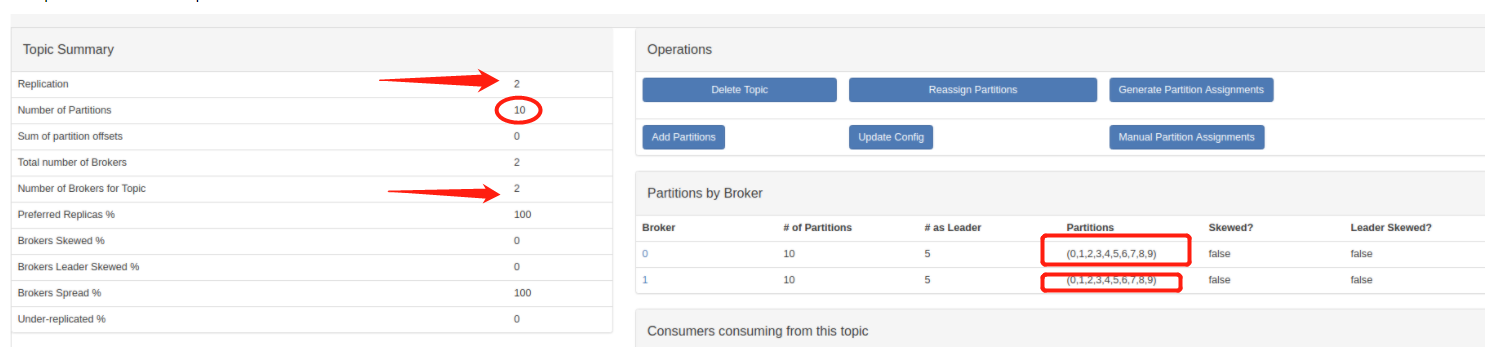 Topic Summary
Replication 2
Number of Partitions 10
Sum of partition offsets 0
Total number of Brokers 2
Number of Brokers for Topic 2
Preferred Replicas % 100
Brokers Skewed % 0
Brokers Leader Skewed % 0
Brokers Spread % 100
Under-replicated % 0
Operations
Delete Topic Reassign Partitions Generate Partition Assignments
Add Partitions Update Config Manual Partition Assignments
Partitions by Broker
Broker # of Partitions # as Leader Partitions Skewed? Leader Skewed?
0 10 5 (0,1,2,3,4,5,6,7,8,9) false false
1 10 5 (0,1,2,3,4,5,6,7,8,9) false false
Consumers consuming from this topic